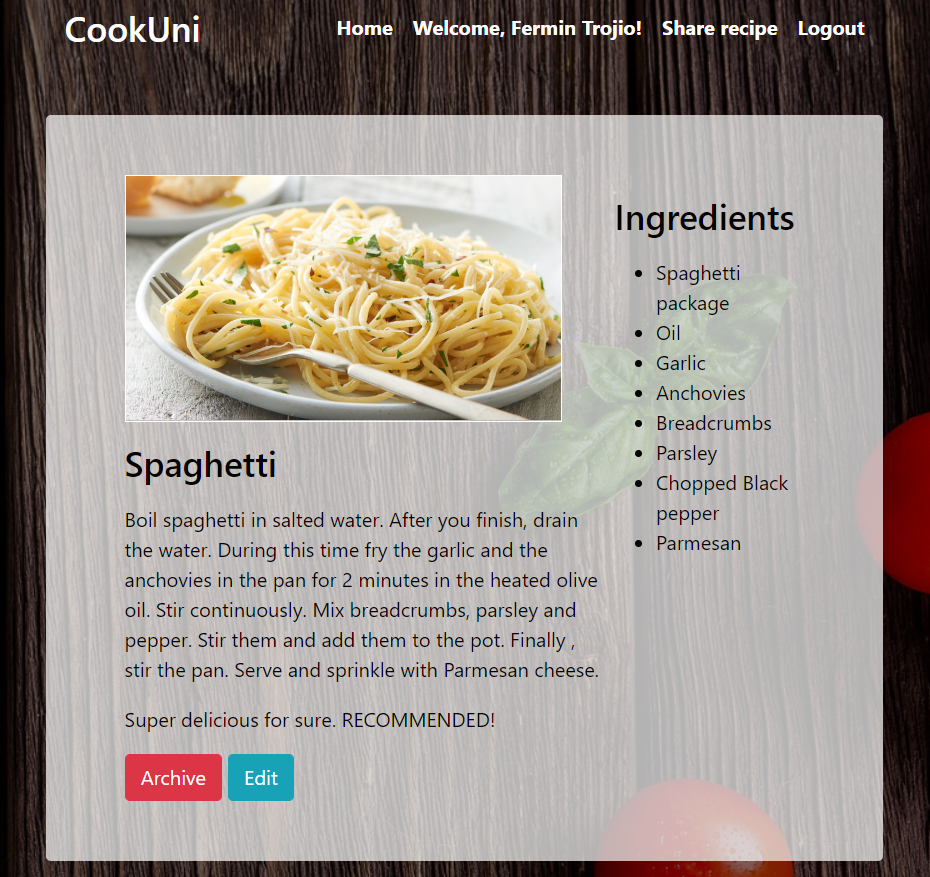 CookUni
Home Welcome, Fermin Trojio! Share recipe Logout
Spaghetti
Boil spaghetti in salted water. After you finish, drain
the water. During this time fry the garlic and the
anchovies in the pan for 2 minutes in the heated olive
oil. Stir continuously. Mix breadcrumbs, parsley and
pepper. Stir them and add them to the pot. Finally ,
stir the pan. Serve and sprinkle with Parmesan cheese.
Super delicious for sure. RECOMMENDED!
Archive Edit
Ingredients
Spaghetti
package
Oil
Garlic
Anchovies
Breadcrumbs
Parsley
Chopped Black
pepper
Parmesan